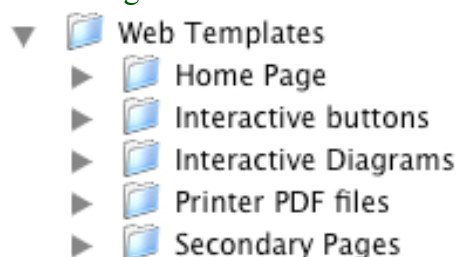 Web Templates
Home Page
Interactive buttons
Interactive Diagrams
Printer PDF files
Secondary Pages